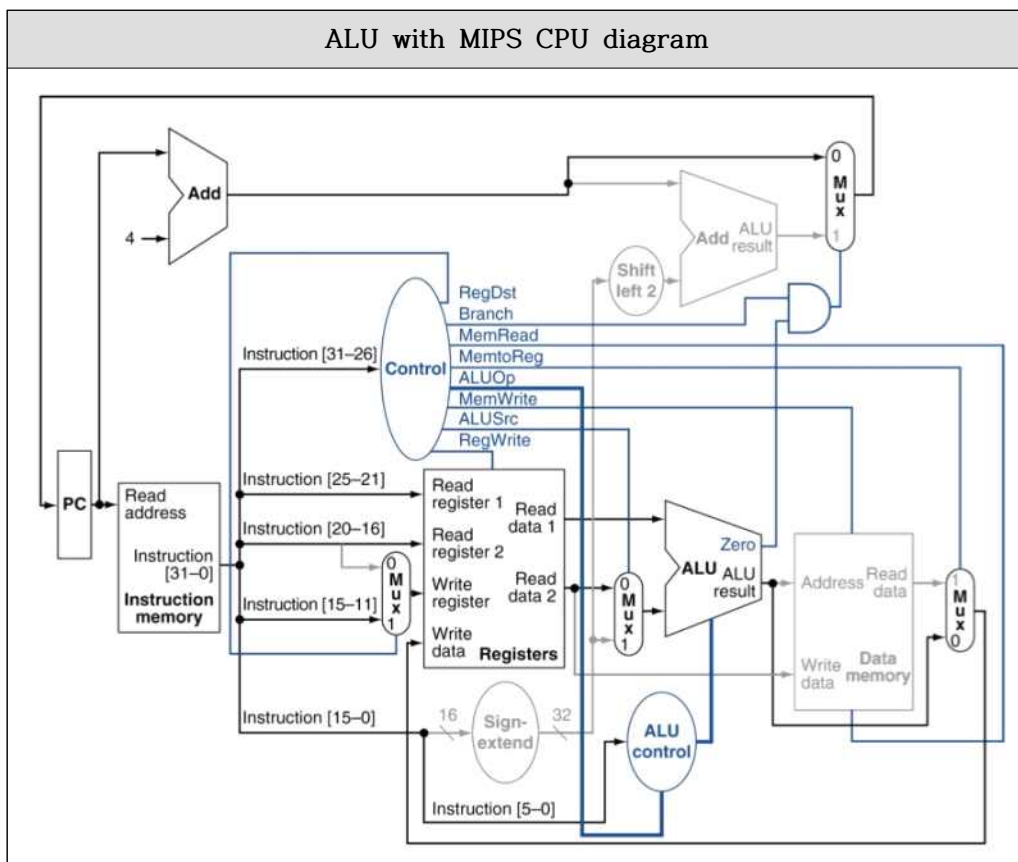 ALU with MIPS CPU diagram
0
M
u
x
1
Add
4
Add
ALU
result
Shift
left 2
RegDst
Branch
MemRead
MemtoReg
ALUOp
MemWrite
ALUSrc
RegWrite
Control
Instruction [31–26]
PC
Read
address
Instruction
[31–0]
Instruction
memory
Instruction [25–21]
Instruction [20–16]
Instruction [15–11]
0
M
u
x
1
Read
register 1
Read
register 2
Write
register
Write
data
Read
data 1
Read
data 2
Registers
0
M
u
x
1
Zero
ALU
ALU
result
Address
Read
data
Write
data
Data
memory
1
M
u
x
0
Instruction [15–0]
16
Sign-
extend
32
ALU
control
Instruction [5–0]